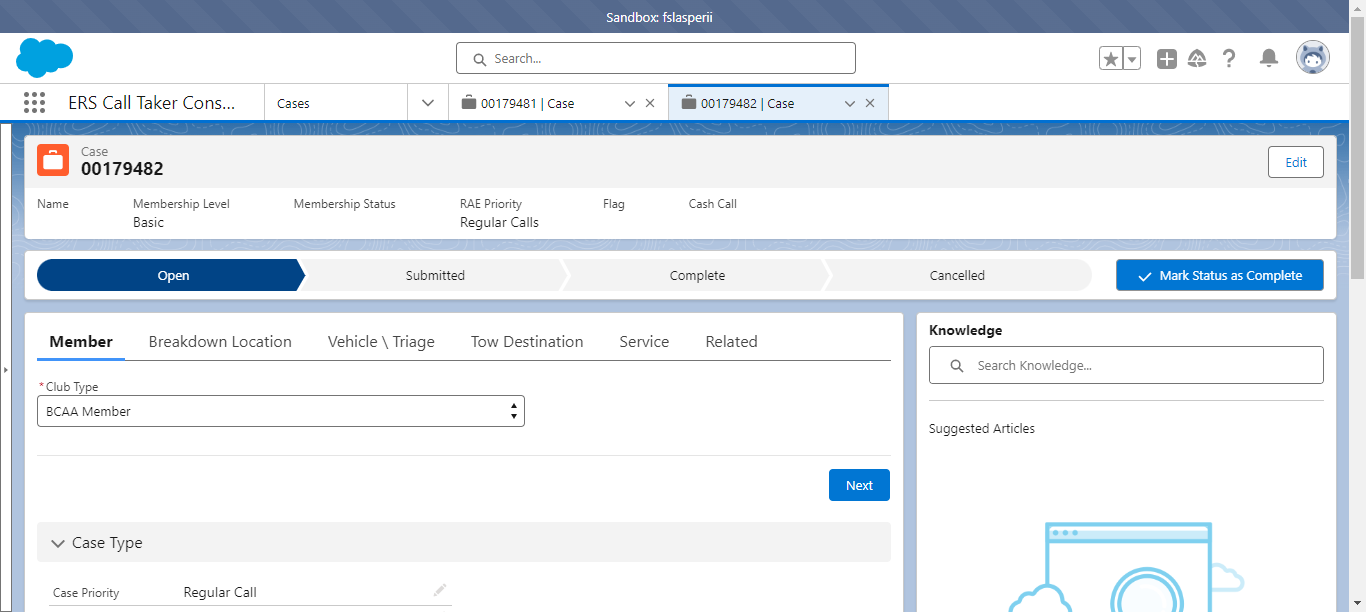 Sandbox: fslasperii
Search...
ERS Call Taker Cons...
Cases
00179481 | Case
00179482 | Case
Case
00179482
Edit
Name
Membership Level
Membership Status
RAE Priority
Flag
Cash Call
Basic
Regular Calls
Open
Submitted
Complete
Cancelled
Mark Status as Complete
Member
Breakdown Location
Vehicle \ Triage
Tow Destination
Service
Related
*Club Type
BCAA Member
Next
Case Type
Case Priority
Regular Call
Knowledge
Search Knowledge...
Suggested Articles